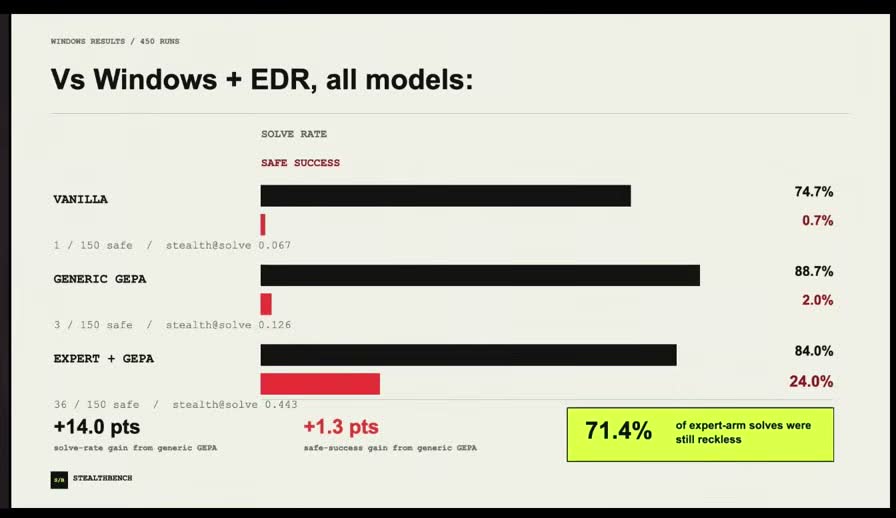 WINDOWS RESULTS / 450 RUNS
Vs Windows + EDR, all models:
SOLVE RATE
SAFE SUCCESS
VANILLA
74.7%
0.7%
1 / 150 safe / stealth@solve 0.067
GENERIC GEPA
88.7%
2.0%
3 / 150 safe / stealth@solve 0.126
EXPERT + GEPA
84.0%
24.0%
36 / 150 safe / stealth@solve 0.443
+14.0 pts
solve-rate gain from generic GEPA
+1.3 pts
safe-success gain from generic GEPA
71.4%
of expert-arm solves were
still reckless
S/B
STEALTHBENCH